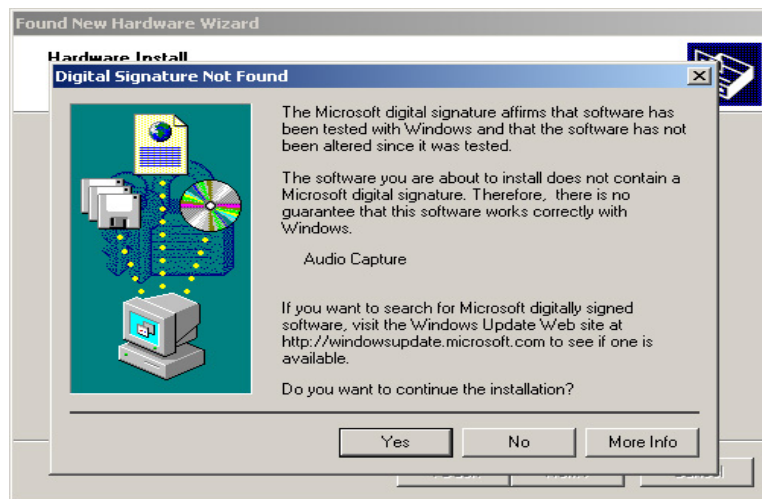 Found New Hardware Wizard
Hardware Install
Digital Signature Not Found
The Microsoft digital signature affirms that software has
been tested with Windows and that the software has not
been altered since it was tested.
The software you are about to install does not contain a
Microsoft digital signature. Therefore, there is no
guarantee that this software works correctly with
Windows.
Audio Capture
If you want to search for Microsoft digitally signed
software, visit the Windows Update Web site at
http://windowsupdate.microsoft.com to see if one is
available.
Do you want to continue the installation?
Yes No More Info